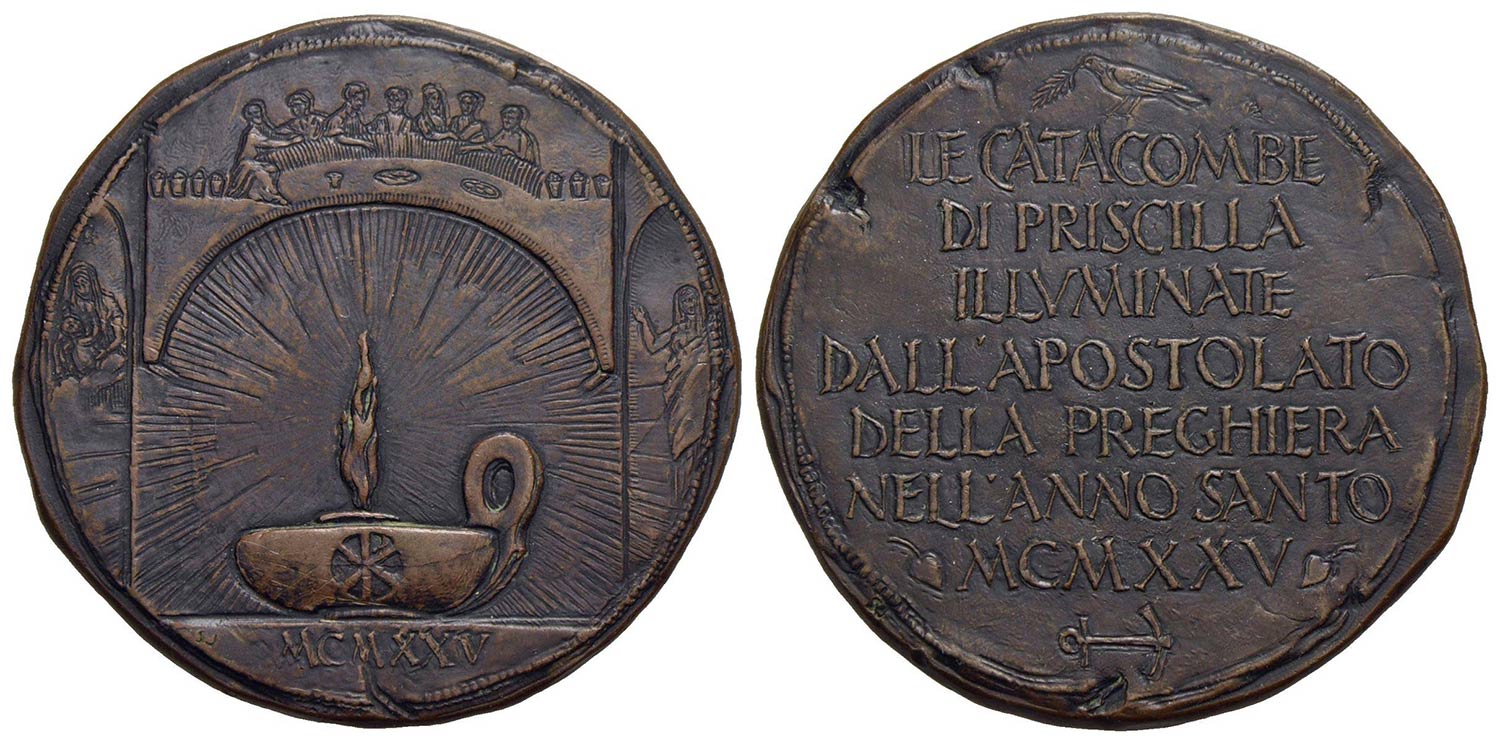 MCMXXV
LE CATACOMBE
DI PRISCILLA
ILLVMINATE
DALL'APOSTOLATO
DELLA PREGHIERA
NELL'ANNO SANTO
MCMXXV